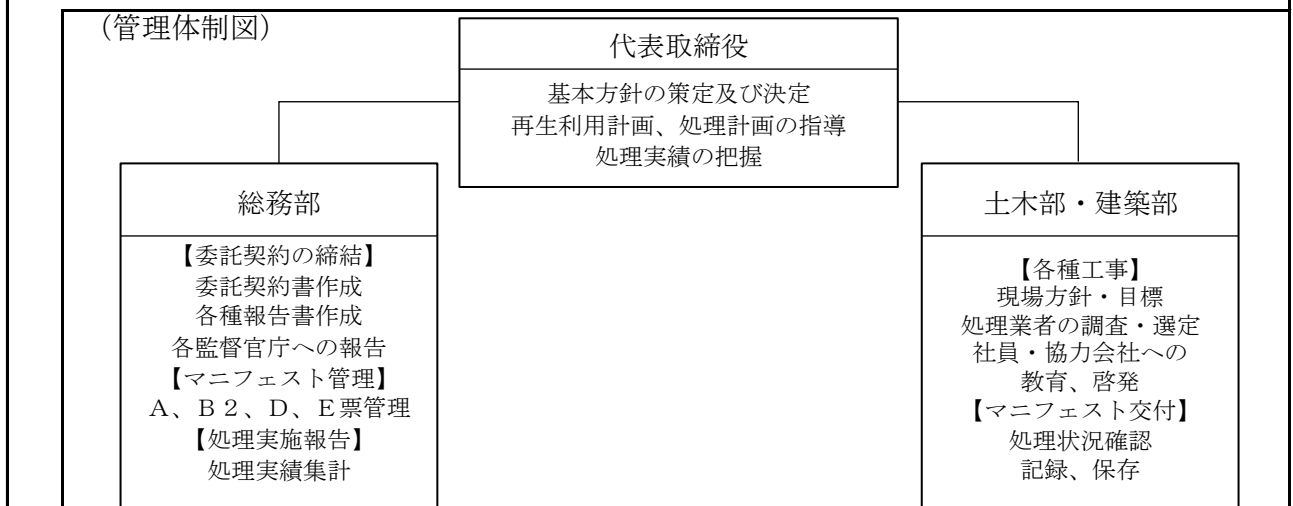 （管理体制図）
代表取締役
基本方針の策定及び決定
再生利用計画、処理計画の指導
処理実績の把握
総務部
【委託契約の締結】
委託契約書作成
各種報告書作成
各監督官庁への報告
【マニフェスト管理】
Ａ、Ｂ２、Ｄ、Ｅ票管理
【処理実施報告】
処理実績集計
土木部・建築部
【各種工事】
現場方針・目標
処理業者の調査・選定
社員・協力会社への
教育、啓発
【マニフェスト交付】
処理状況確認
記録、保存